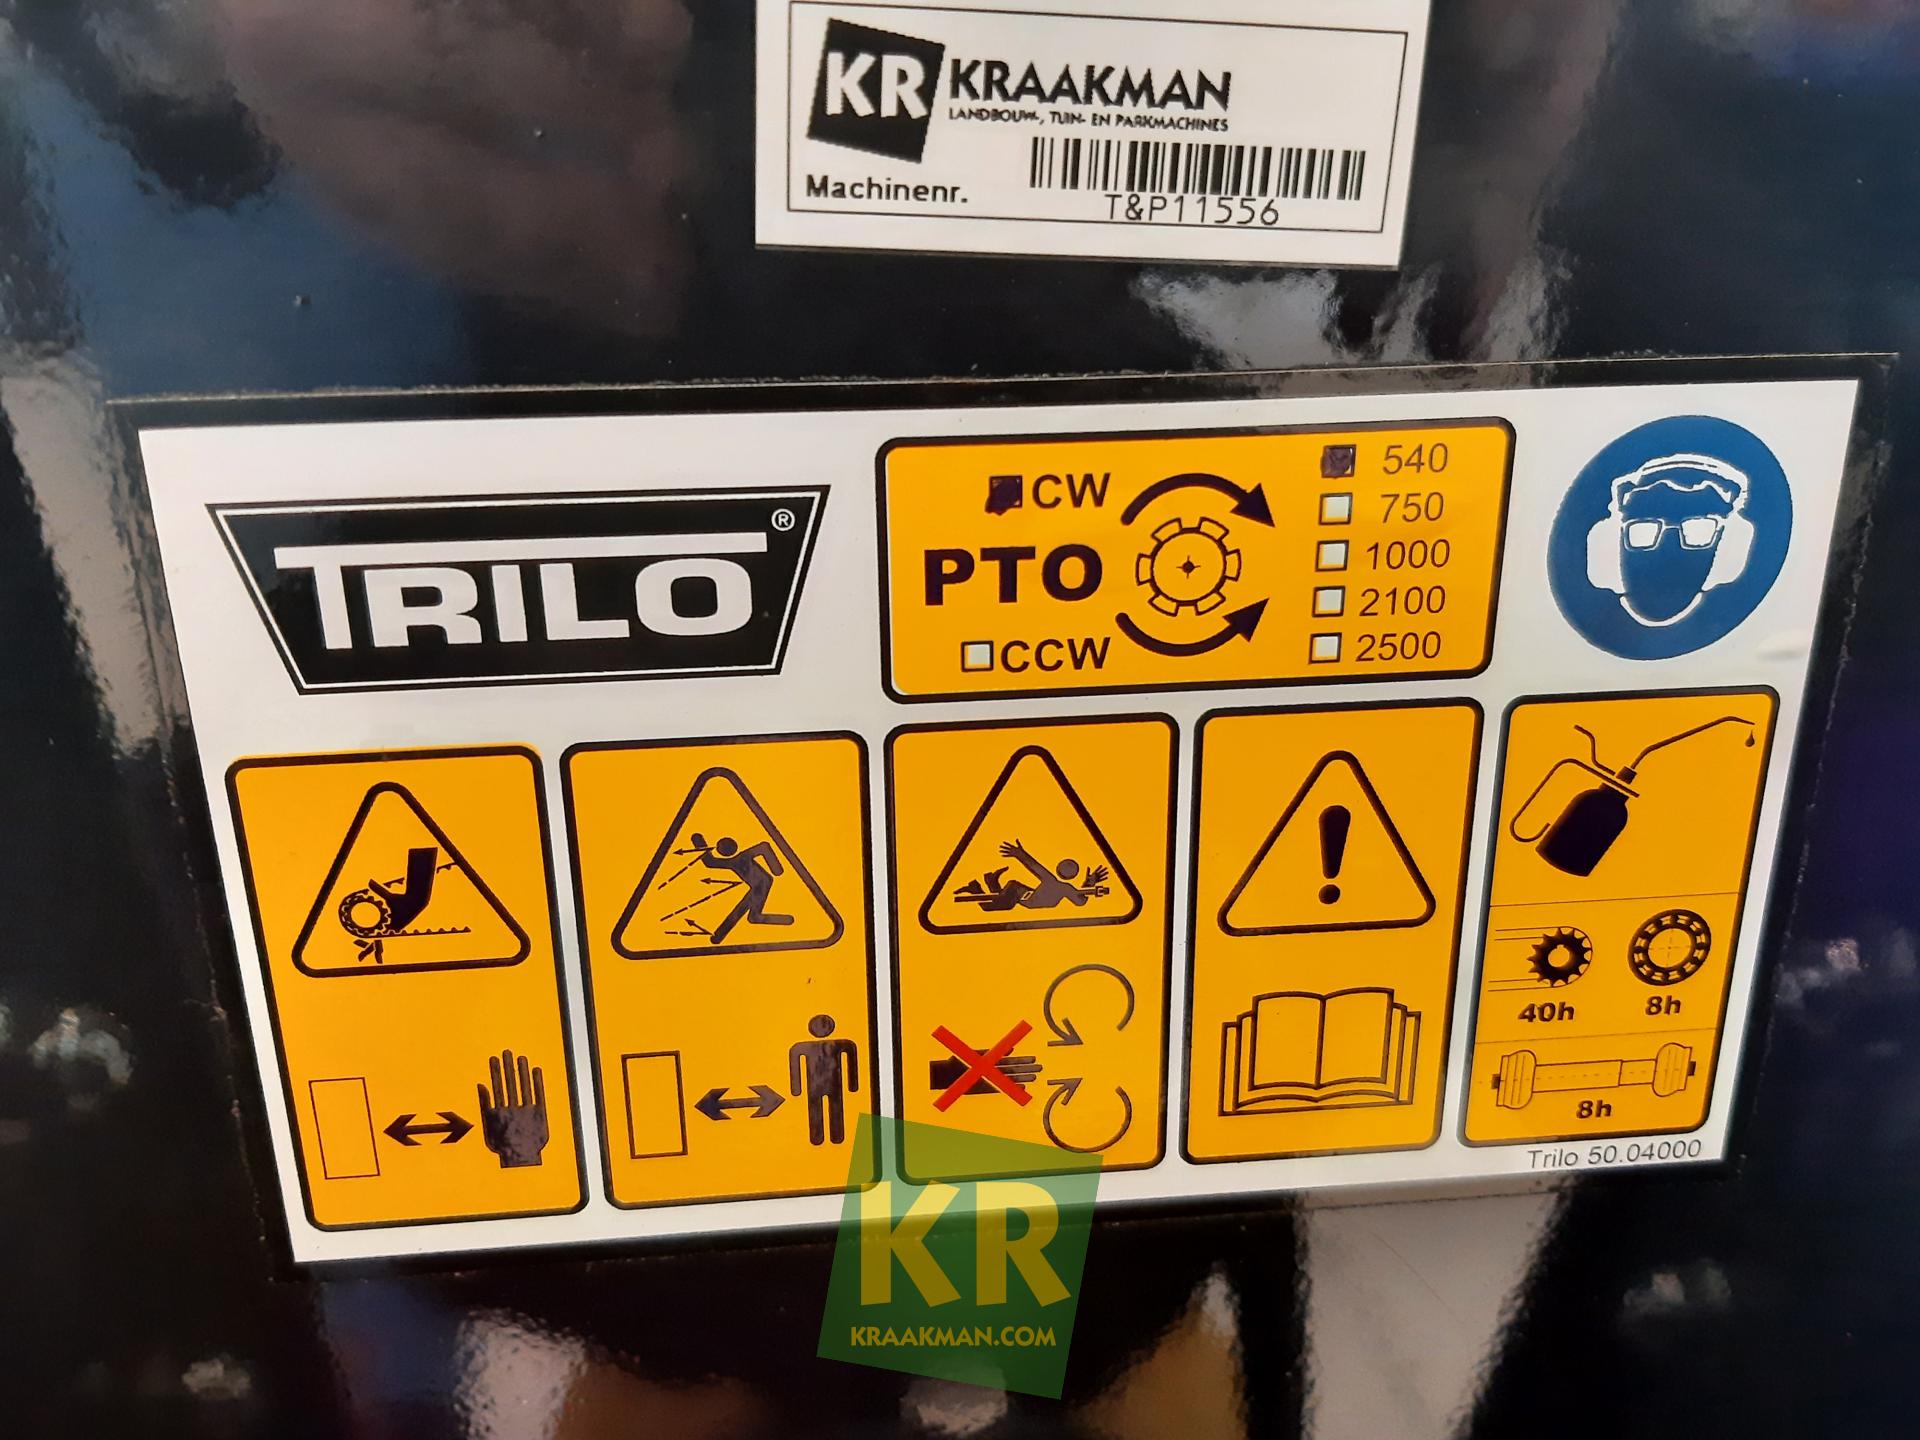 KR KRAAKMAN
LANDBOUW-, TUIN- EN PARKMACHINES
Machinenr.
T&P11556
TRILO ®
CW
PTO
CCW
540
750
1000
2100
2500
40h
8h
8h
Trilo 50.04000
KR
KRAAKMAN.COM